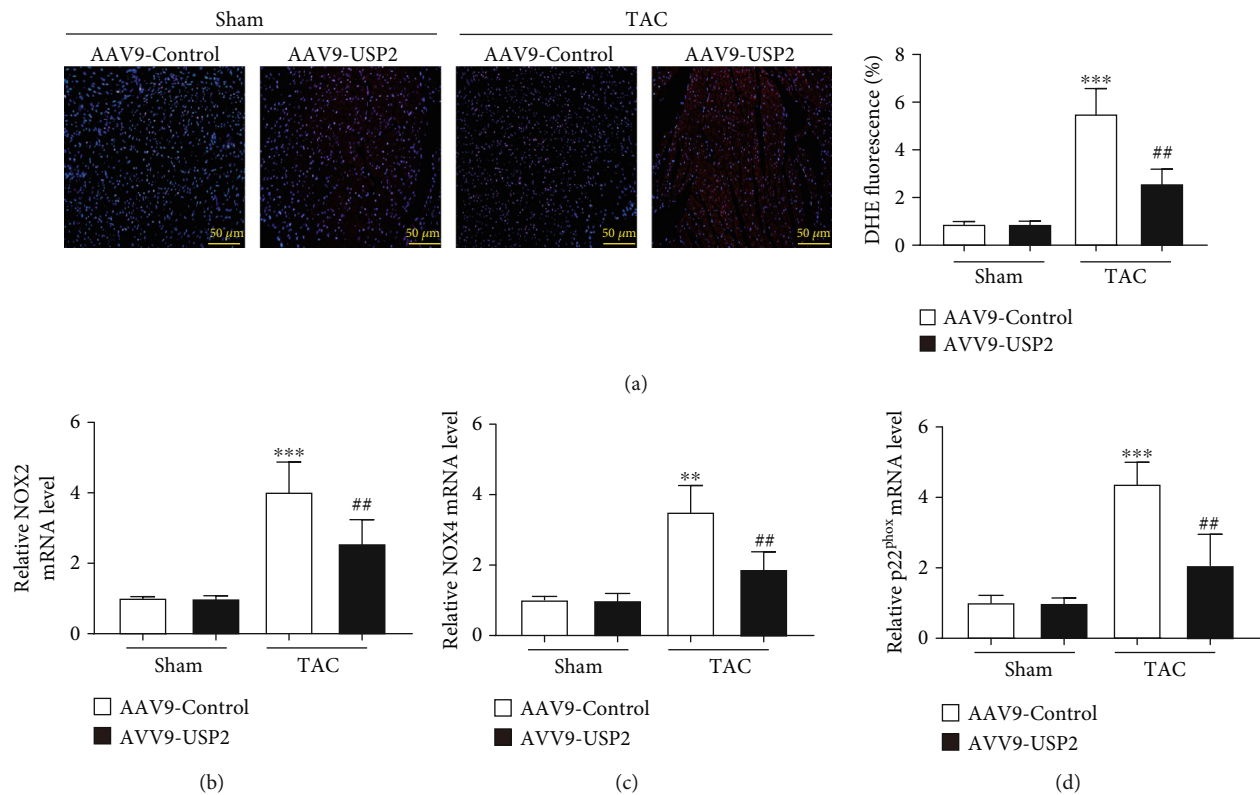 Sham
TAC
AAV9-Control
AAV9-USP2
AAV9-Control
AAV9-USP2
50 µm
50 µm
50 µm
50 µm
DHE fluorescence (%)
8
6
4
2
0
***
##
Sham
TAC
AAV9-Control
AVV9-USP2
(a)
Relative NOX2
mRNA level
6
4
2
0
***
##
Sham
TAC
AAV9-Control
AVV9-USP2
(b)
Relative NOX4 mRNA level
6
4
2
0
**
##
Sham
TAC
AAV9-Control
AVV9-USP2
(c)
Relative p22phox mRNA level
6
4
2
0
***
##
Sham
TAC
AAV9-Control
AVV9-USP2
(d)